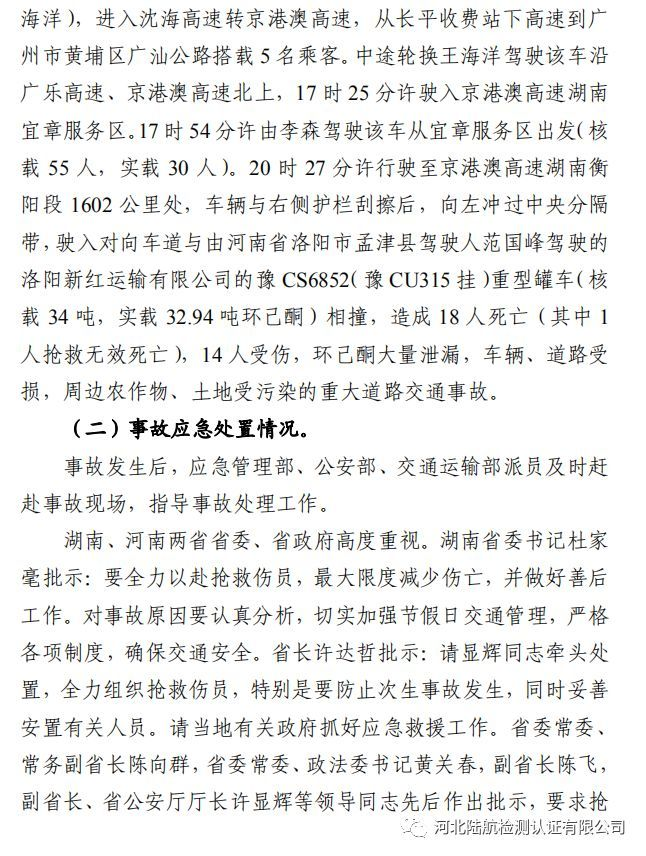 海洋），进入沈海高速转京港澳高速，从长平收费站下高速到广
州市黄埔区广汕公路搭载 5 名乘客。中途轮换王海洋驾驶该车沿
广乐高速、京港澳高速北上，17 时 25 分许驶入京港澳高速湖南
宜章服务区。17 时 54 分许由李森驾驶该车从宜章服务区出发（核
载 55 人，实载 30 人）。20 时 27 分许行驶至京港澳高速湖南衡
阳段 1602 公里处，车辆与右侧护栏刮擦后，向左冲过中央分隔
带，驶入对向车道与由河南省洛阳市孟津县驾驶人范国峰驾驶的
洛阳新红运输有限公司的豫 CS6852（豫 CU315 挂）重型罐车（核
载 34 吨，实载 32.94 吨环己酮）相撞，造成 18 人死亡（其中 1
人抢救无效死亡），14 人受伤，环己酮大量泄漏，车辆、道路受
损，周边农作物、土地受污染的重大道路交通事故。
（二）事故应急处置情况。
事故发生后，应急管理部、公安部、交通运输部派员及时赶
赴事故现场，指导事故处理工作。
湖南、河南两省省委、省政府高度重视。湖南省委书记杜家
毫批示：要全力以赴抢救伤员，最大限度减少伤亡，并做好善后
工作。对事故原因要认真分析，切实加强节假日交通管理，严格
各项制度，确保交通安全。省长许达哲批示：请显辉同志牵头处
置，全力组织抢救伤员，特别是要防止次生事故发生，同时妥善
安置有关人员。请当地有关政府抓好应急救援工作。省委常委、
常务副省长陈向群，省委常委、政法委书记黄关春，副省长陈飞，
副省长、省公安厅厅长许显辉等领导同志先后作出批示，要求抢
河北陆航检测认证有限公司